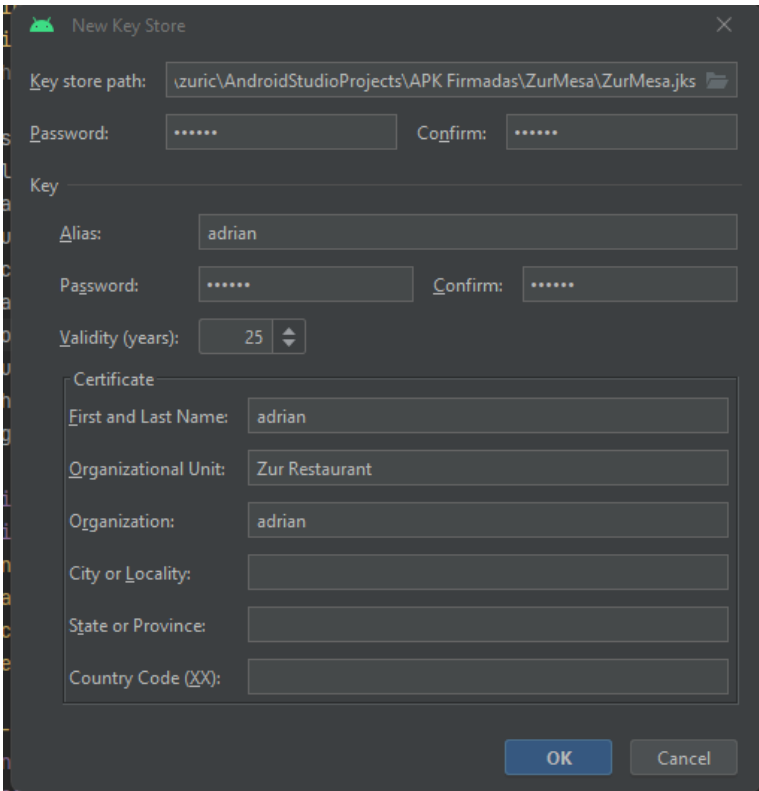 New Key Store
Key store path: \zuric\AndroidStudioProjects\APK Firmadas\ZurMesa\ZurMesa.jks
Password: •••••• Confirm: ••••••
Key
Alias: adrian
Password: •••••• Confirm: ••••••
Validity (years): 25
Certificate
First and Last Name: adrian
Organizational Unit: Zur Restaurant
Organization: adrian
City or Locality:
State or Province:
Country Code (XX):
OK Cancel